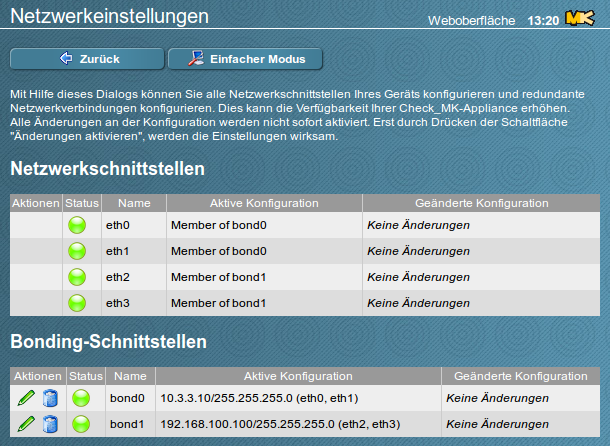 Netzwerkeinstellungen
Weboberfläche 13:20 MK
Zurück
Einfacher Modus
Mit Hilfe dieses Dialogs können Sie alle Netzwerkschnittstellen Ihres Geräts konfigurieren und redundante
Netzwerkverbindungen konfigurieren. Dies kann die Verfügbarkeit Ihrer Check_MK-Appliance erhöhen.
Alle Änderungen an der Konfiguration werden nicht sofort aktiviert. Erst durch Drücken der Schaltfläche
"Änderungen aktivieren", werden die Einstellungen wirksam.
Netzwerkschnittstellen
Aktionen Status Name Aktive Konfiguration Geänderte Konfiguration
eth0 Member of bond0 Keine Änderungen
eth1 Member of bond0 Keine Änderungen
eth2 Member of bond1 Keine Änderungen
eth3 Member of bond1 Keine Änderungen
Bonding-Schnittstellen
Aktionen Status Name Aktive Konfiguration Geänderte Konfiguration
bond0 10.3.3.10/255.255.255.0 (eth0, eth1) Keine Änderungen
bond1 192.168.100.100/255.255.255.0 (eth2, eth3) Keine Änderungen